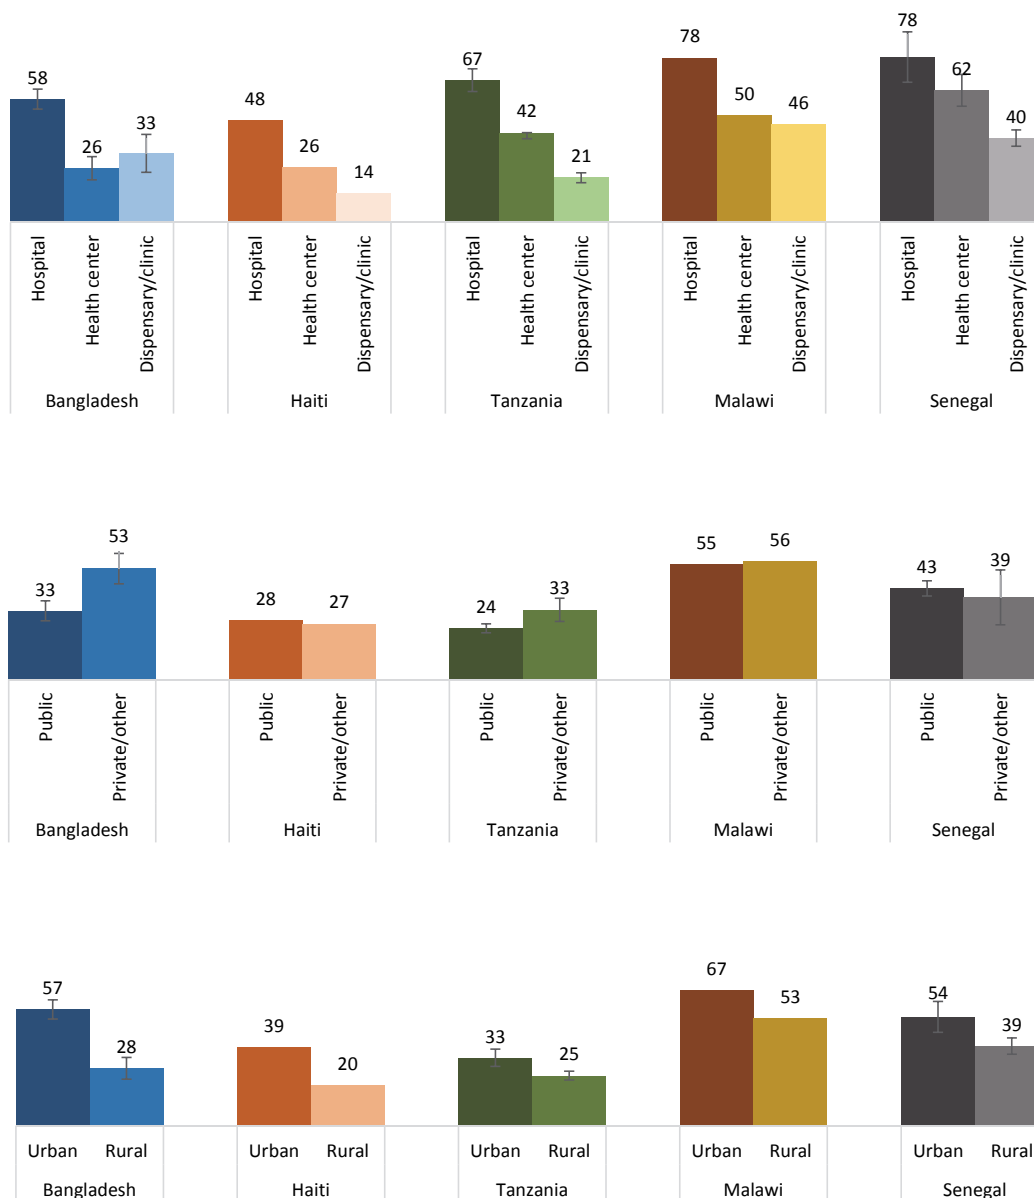 58 26 33 48 26 14 67 42 21 78 50 46 78 62 40
Hospital Health center Dispensary/clinic Hospital Health center Dispensary/clinic Hospital Health center Dispensary/clinic Hospital Health center Dispensary/clinic Hospital Health center Dispensary/clinic
Bangladesh Haiti Tanzania Malawi Senegal
33 53 28 27 24 33 55 56 43 39
Public Private/other Public Private/other Public Private/other Public Private/other Public Private/other
Bangladesh Haiti Tanzania Malawi Senegal
57 28 39 20 33 25 67 53 54 39
Urban Rural Urban Rural Urban Rural Urban Rural Urban Rural
Bangladesh Haiti Tanzania Malawi Senegal